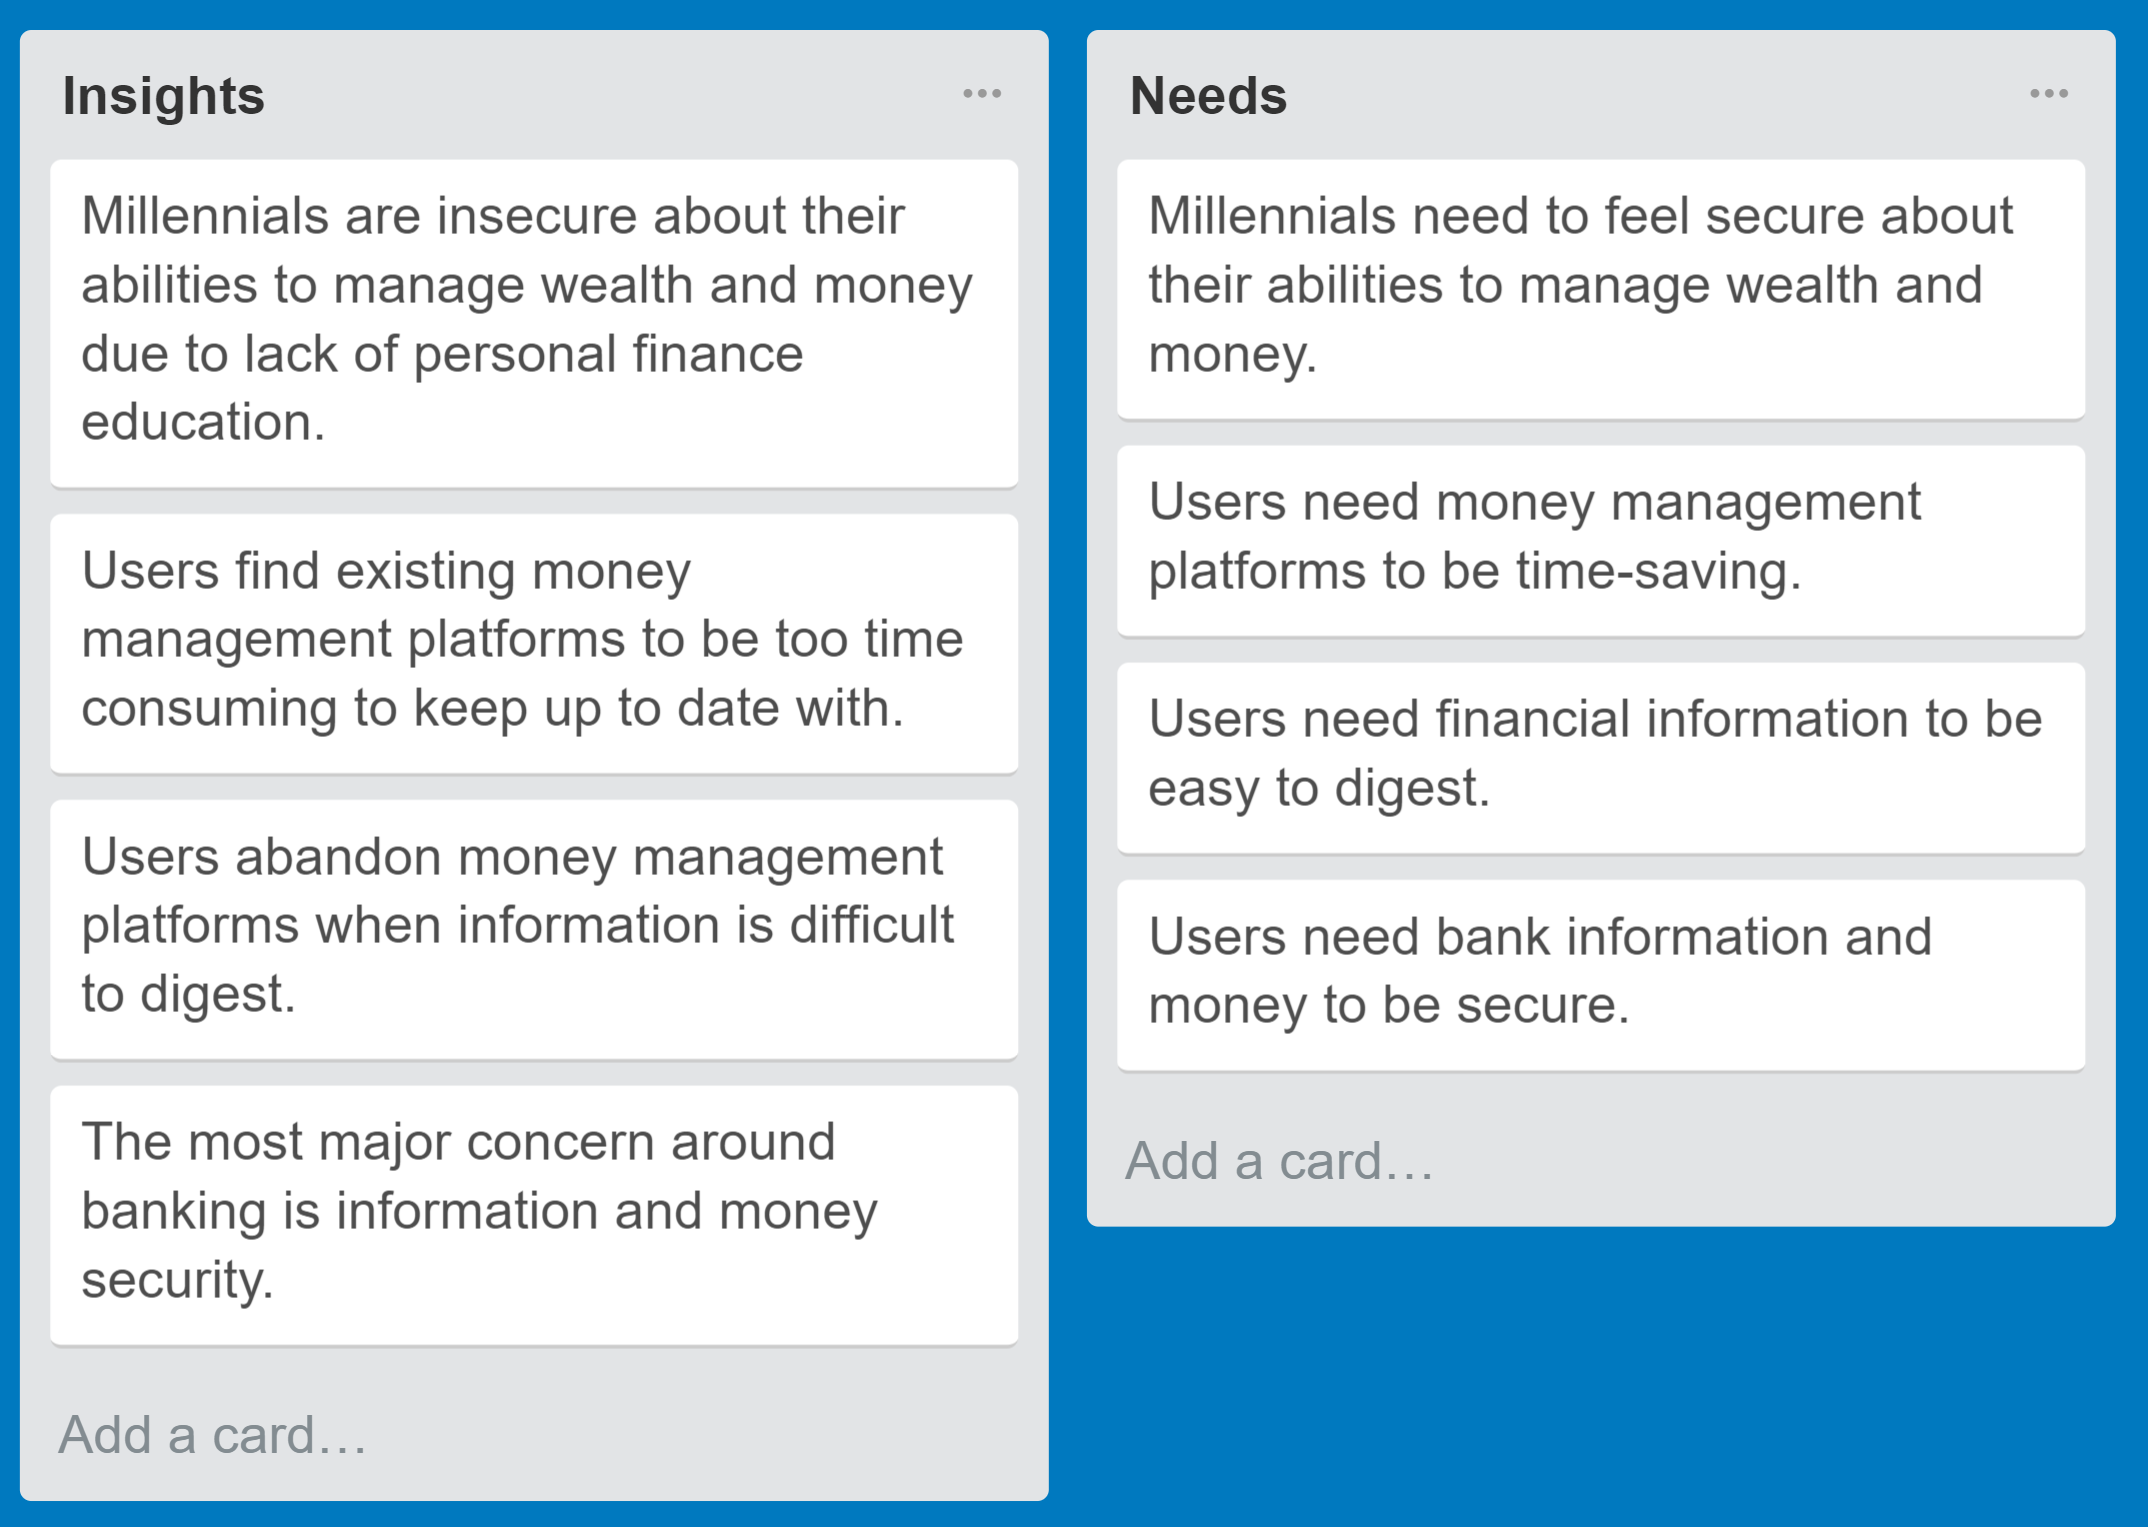 Insights
Millennials are insecure about their
abilities to manage wealth and money
due to lack of personal finance
education.
Users find existing money
management platforms to be too time
consuming to keep up to date with.
Users abandon money management
platforms when information is difficult
to digest.
The most major concern around
banking is information and money
security.
Add a card…
Needs
Millennials need to feel secure about
their abilities to manage wealth and
money.
Users need money management
platforms to be time-saving.
Users need financial information to be
easy to digest.
Users need bank information and
money to be secure.
Add a card…